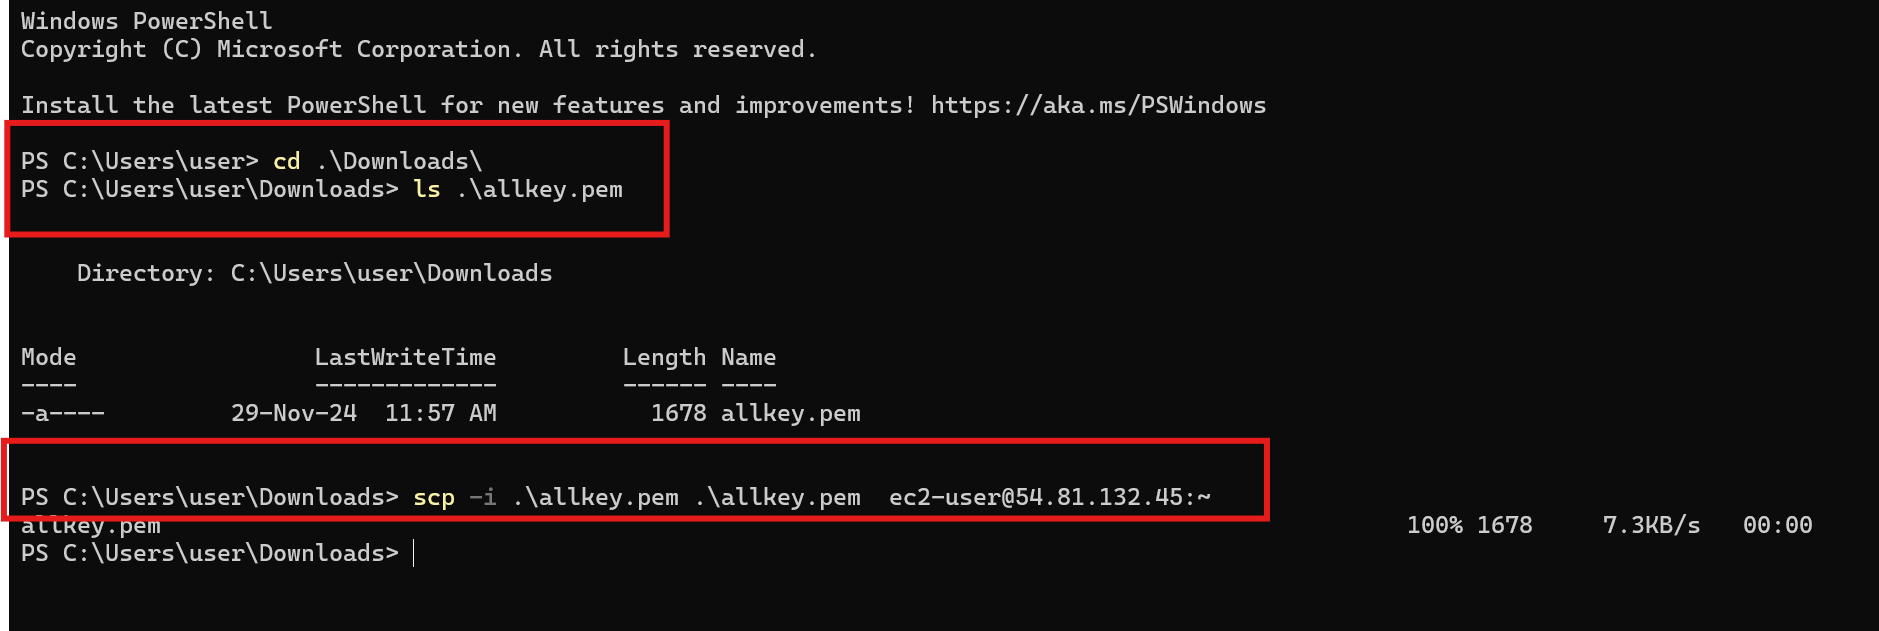 Windows PowerShell
Copyright (C) Microsoft Corporation. All rights reserved.
Install the latest PowerShell for new features and improvements! https://aka.ms/PSWindows
PS C:\Users\user> cd .\Downloads\
PS C:\Users\user\Downloads> ls .\allkey.pem
    Directory: C:\Users\user\Downloads
Mode                 LastWriteTime         Length Name
----                 -------------         ------ ----
-a----         29-Nov-24  11:57 AM           1678 allkey.pem
PS C:\Users\user\Downloads> scp -i .\allkey.pem .\allkey.pem  ec2-user@54.81.132.45:~
allkey.pem                                                                                         100% 1678     7.3KB/s   00:00
PS C:\Users\user\Downloads>